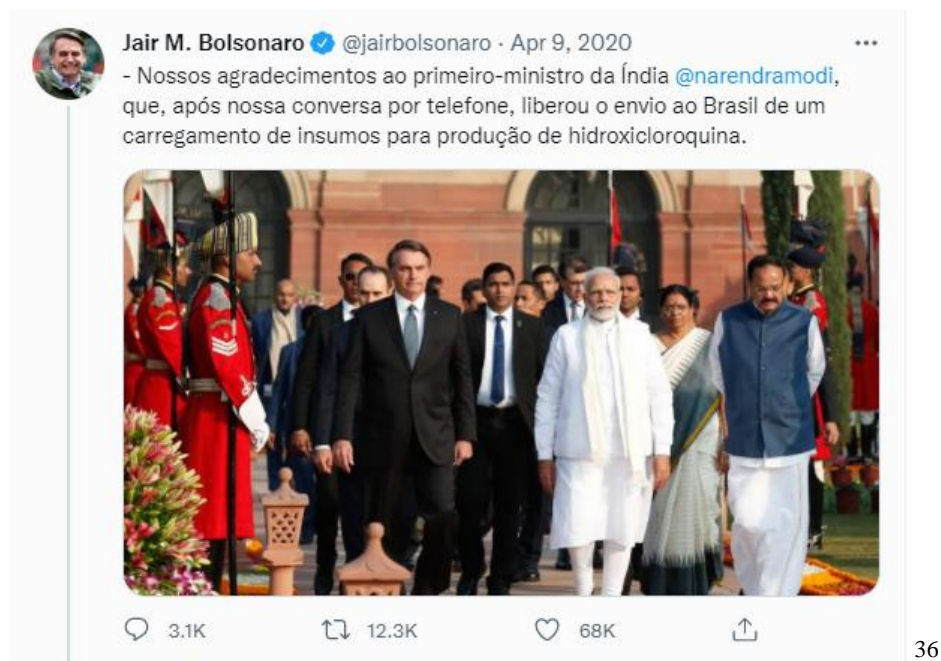 Jair M. Bolsonaro @jairbolsonaro · Apr 9, 2020
- Nossos agradecimentos ao primeiro-ministro da Índia @narendramodi,
que, após nossa conversa por telefone, liberou o envio ao Brasil de um
carregamento de insumos para produção de hidroxicloroquina.
3.1K 12.3K 68K
36